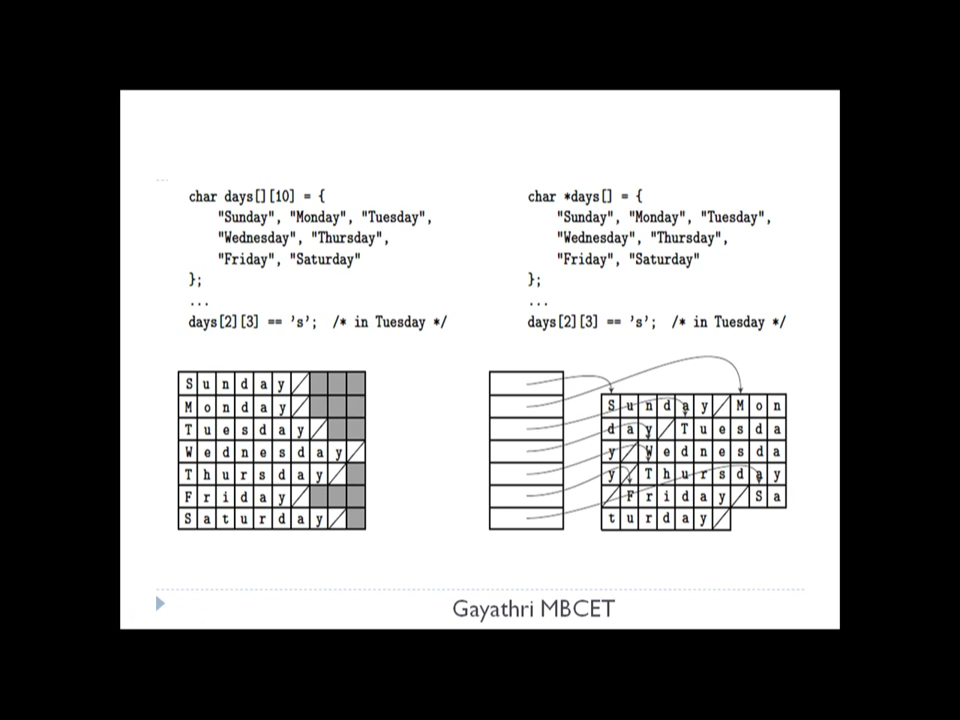 ...
char days[][10] = {
"Sunday", "Monday", "Tuesday",
"Wednesday", "Thursday",
"Friday", "Saturday"
};
...
days[2][3] == ’s’; /* in Tuesday */
char *days[] = {
"Sunday", "Monday", "Tuesday",
"Wednesday", "Thursday",
"Friday", "Saturday"
};
...
days[2][3] == ’s’; /* in Tuesday */
S u n d a y
M o n d a y
T u e s d a y
W e d n e s d a y
T h u r s d a y
F r i d a y
S a t u r d a y
S u n d a y M o n
d a y T u e s d a
y W e d n e s d a
y T h u r s d a y
F r i d a y S a
t u r d a y
Gayathri MBCET